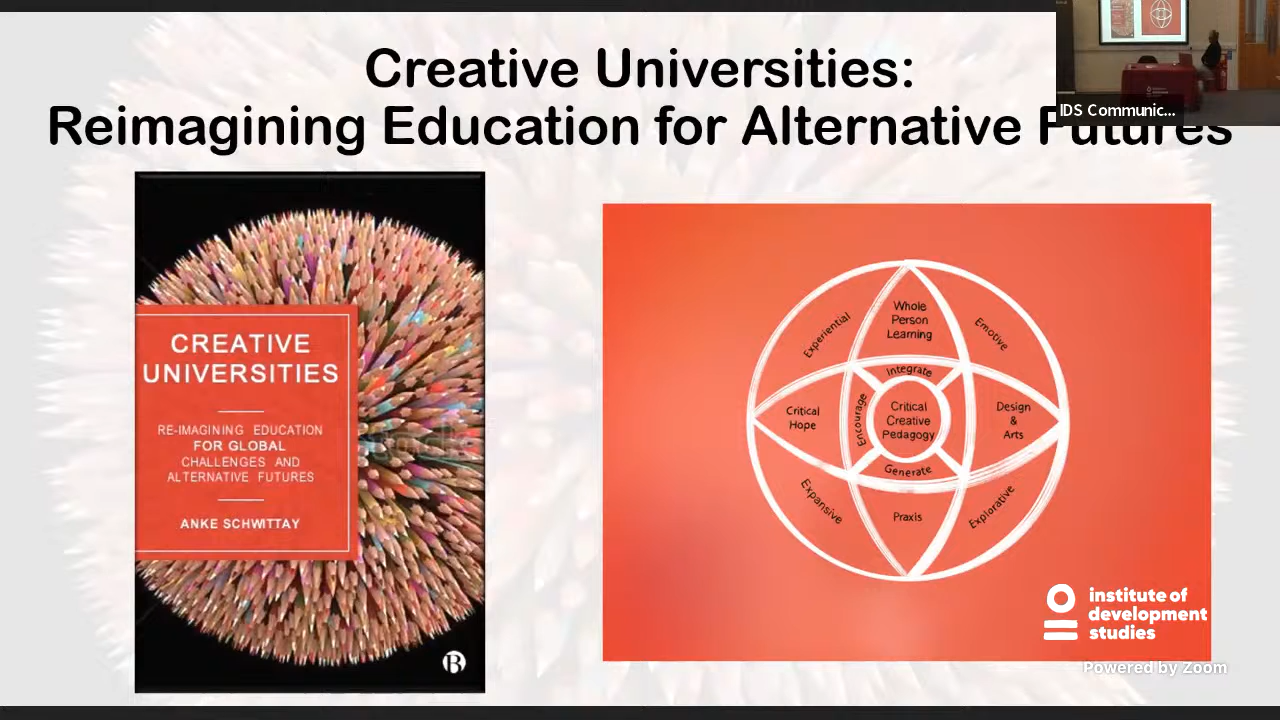 Creative Universities:
Reimagining Education for Alternative Futures
IDS Communic...
CREATIVE
UNIVERSITIES
RE-IMAGINING EDUCATION
FOR GLOBAL
CHALLENGES AND
ALTERNATIVE FUTURES
ANKE SCHWITTAY
B
Whole
Person
Learning
Experiential
Emotive
Integrate
Critical
Hope
Encourage
Critical
Creative
Pedagogy
Design
&
Arts
Generate
Expansive
Praxis
Explorative
institute of
development
studies
Powered by Zoom